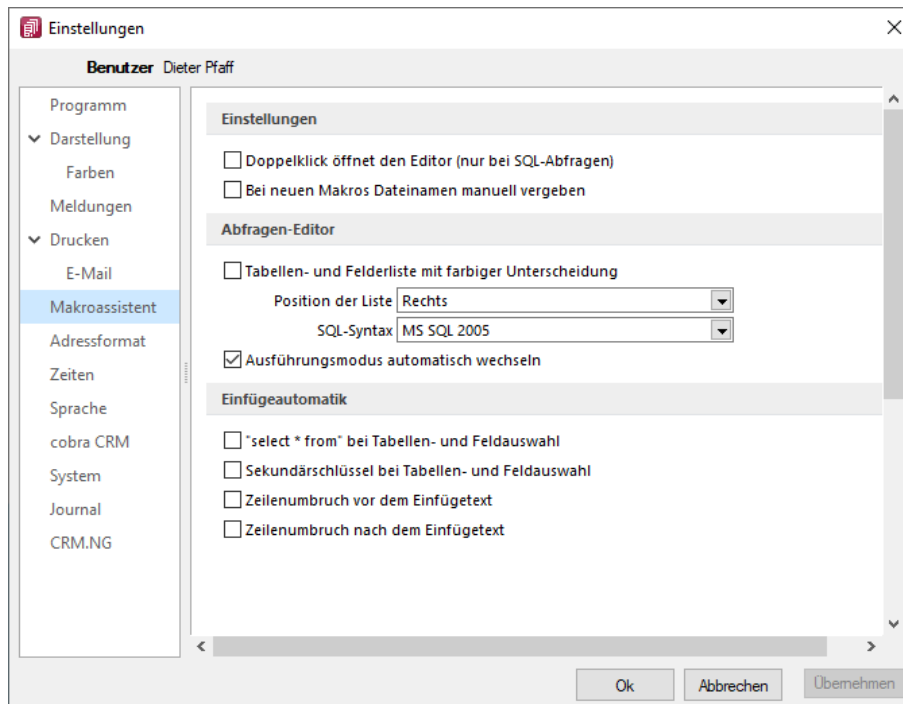 Einstellungen
Benutzer Dieter Pfaff
Programm
Darstellung
Farben
Meldungen
Drucken
E-Mail
Makroassistent
Adressformat
Zeiten
Sprache
cobra CRM
System
Journal
CRM.NG
Einstellungen
Doppelklick öffnet den Editor (nur bei SQL-Abfragen)
Bei neuen Makros Dateinamen manuell vergeben
Abfragen-Editor
Tabellen- und Felderliste mit farbiger Unterscheidung
Position der Liste Rechts
SQL-Syntax MS SQL 2005
Ausführungsmodus automatisch wechseln
Einfügeautomatik
"select * from" bei Tabellen- und Feldauswahl
Sekundärschlüssel bei Tabellen- und Feldauswahl
Zeilenumbruch vor dem Einfügetext
Zeilenumbruch nach dem Einfügetext
Ok Abbrechen Übernehmen